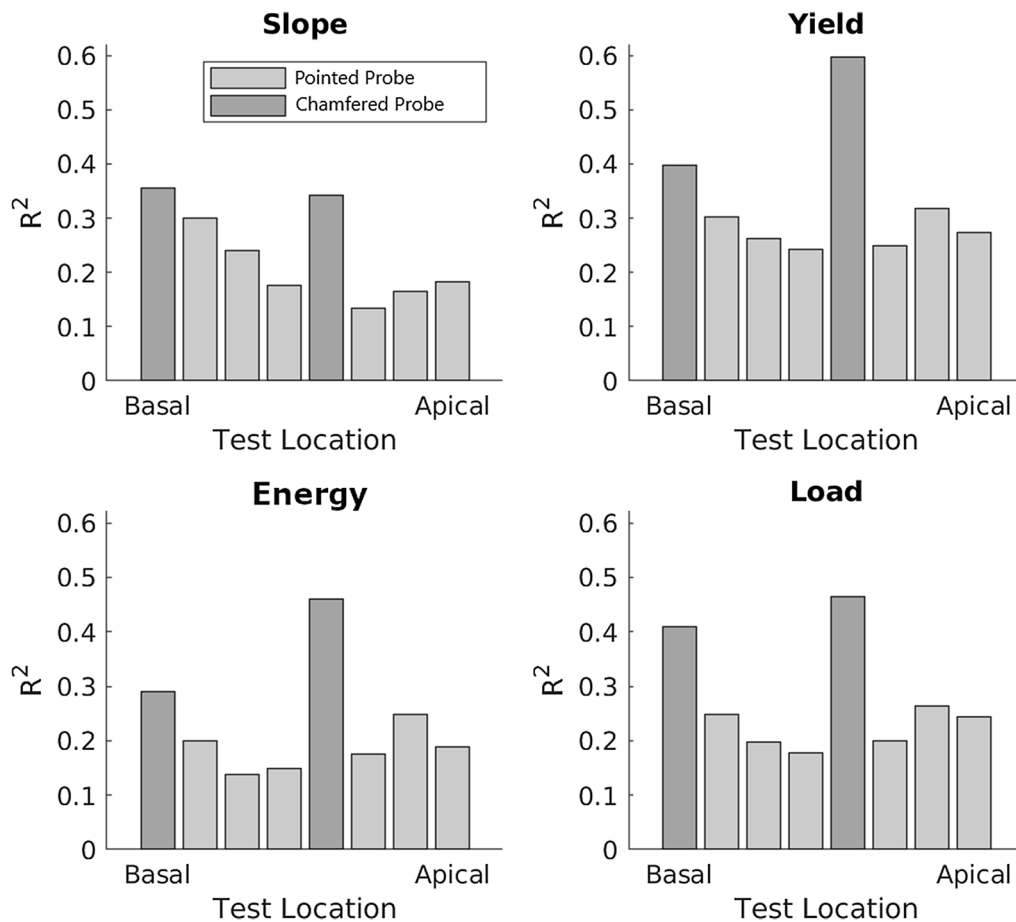 Slope
0.6
0.5
0.4
0.3
0.2
0.1
0
R²
Pointed Probe
Chamfered Probe
Basal Apical
Test Location
Yield
0.6
0.5
0.4
0.3
0.2
0.1
0
R²
Basal Apical
Test Location
Energy
0.6
0.5
0.4
0.3
0.2
0.1
0
R²
Basal Apical
Test Location
Load
0.6
0.5
0.4
0.3
0.2
0.1
0
R²
Basal Apical
Test Location